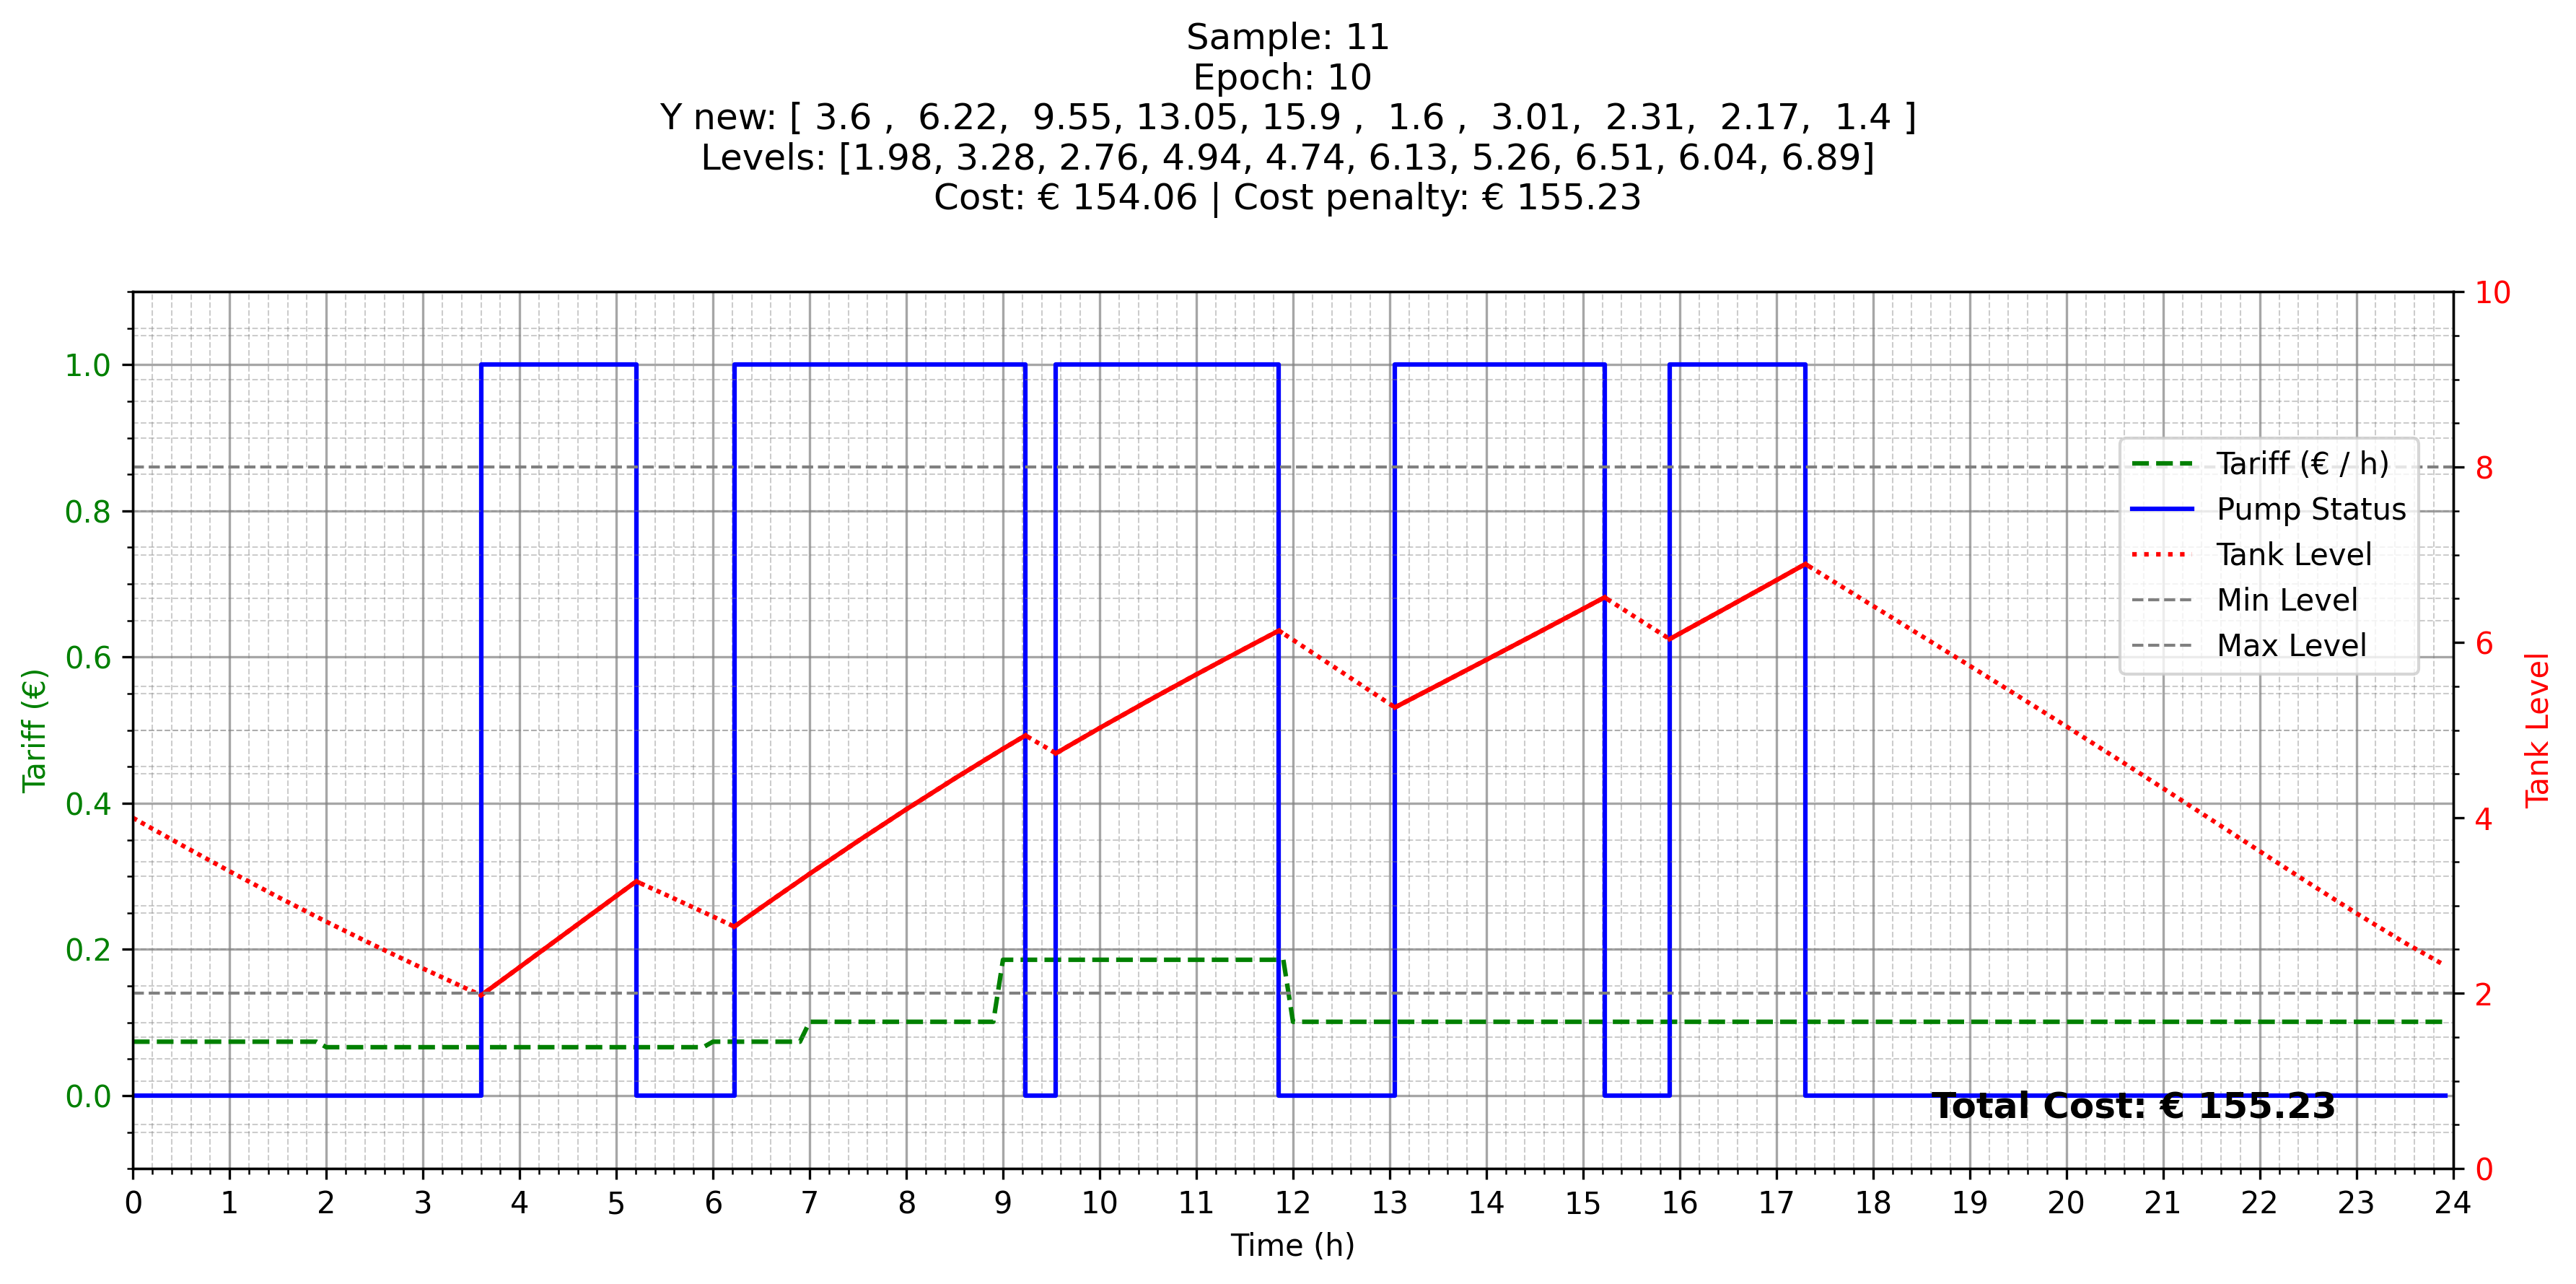 Sample: 11
Epoch: 10
Y new: [ 3.6 ,  6.22,  9.55, 13.05, 15.9 ,  1.6 ,  3.01,  2.31,  2.17,  1.4 ]
Levels: [1.98, 3.28, 2.76, 4.94, 4.74, 6.13, 5.26, 6.51, 6.04, 6.89]
Cost: € 154.06 | Cost penalty: € 155.23
1.0
0.8
0.6
0.4
0.2
0.0
Tariff (€)
10
8
6
4
2
0
Tank Level
Tariff (€ / h)
Pump Status
Tank Level
Min Level
Max Level
Total Cost: € 155.23
0 1 2 3 4 5 6 7 8 9 10 11 12 13 14 15 16 17 18 19 20 21 22 23 24
Time (h)